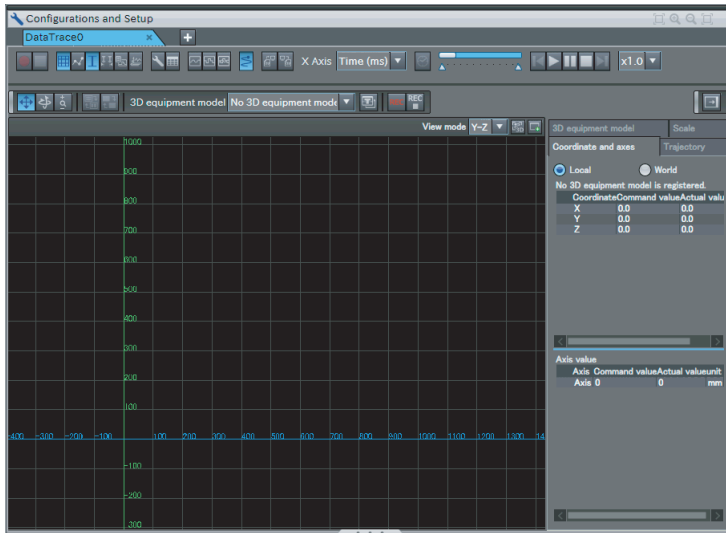 Configurations and Setup
DataTrace0 × +
X Axis Time (ms) x1.0
3D equipment model No 3D equipment mode REC
View mode Y-Z
3D equipment model Scale
Coordinate and axes Trajectory
Local World
No 3D equipment model is registered.
Coordinate Command value Actual valu
X 0.0 0.0
Y 0.0 0.0
Z 0.0 0.0
Axis value
Axis Command value Actual value unit
Axis 0 0 mm
1000
900
800
700
600
500
400
300
200
100
-400 -300 -200 -100 100 200 300 400 500 600 700 800 900 1000 1100 1200 1300 14
-100
-200
300